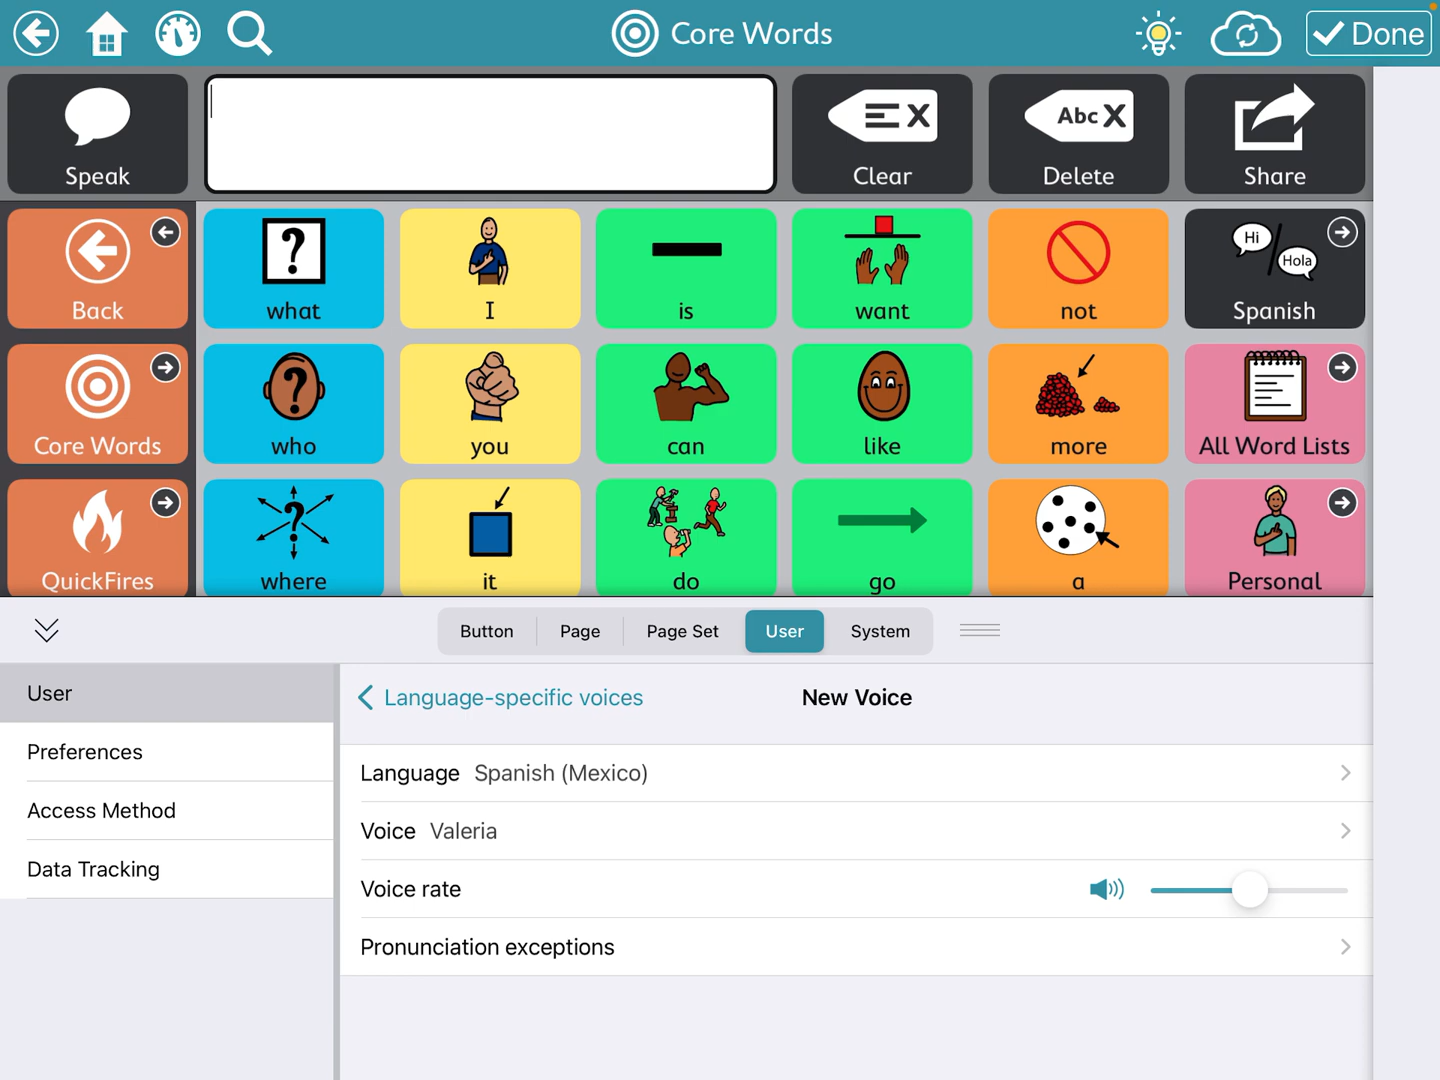 Core Words
Done
Speak
Clear
Abc X
Delete
Share
Back
what
I
is
want
not
Hi
Hola
Spanish
Core Words
who
you
can
like
more
All Word Lists
QuickFires
where
it
do
go
a
Personal
Button
Page
Page Set
User
System
User
Preferences
Access Method
Data Tracking
Language-specific voices
New Voice
Language Spanish (Mexico)
Voice Valeria
Voice rate
Pronunciation exceptions